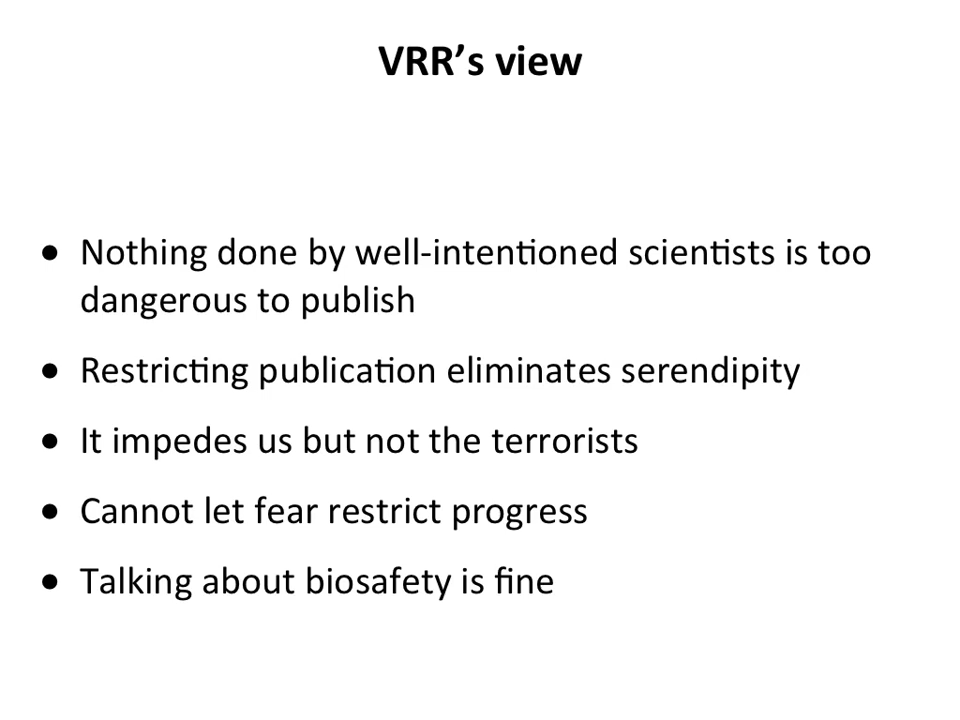 VRR’s view
• Nothing done by well-intentioned scientists is too
dangerous to publish
• Restricting publication eliminates serendipity
• It impedes us but not the terrorists
• Cannot let fear restrict progress
• Talking about biosafety is fine